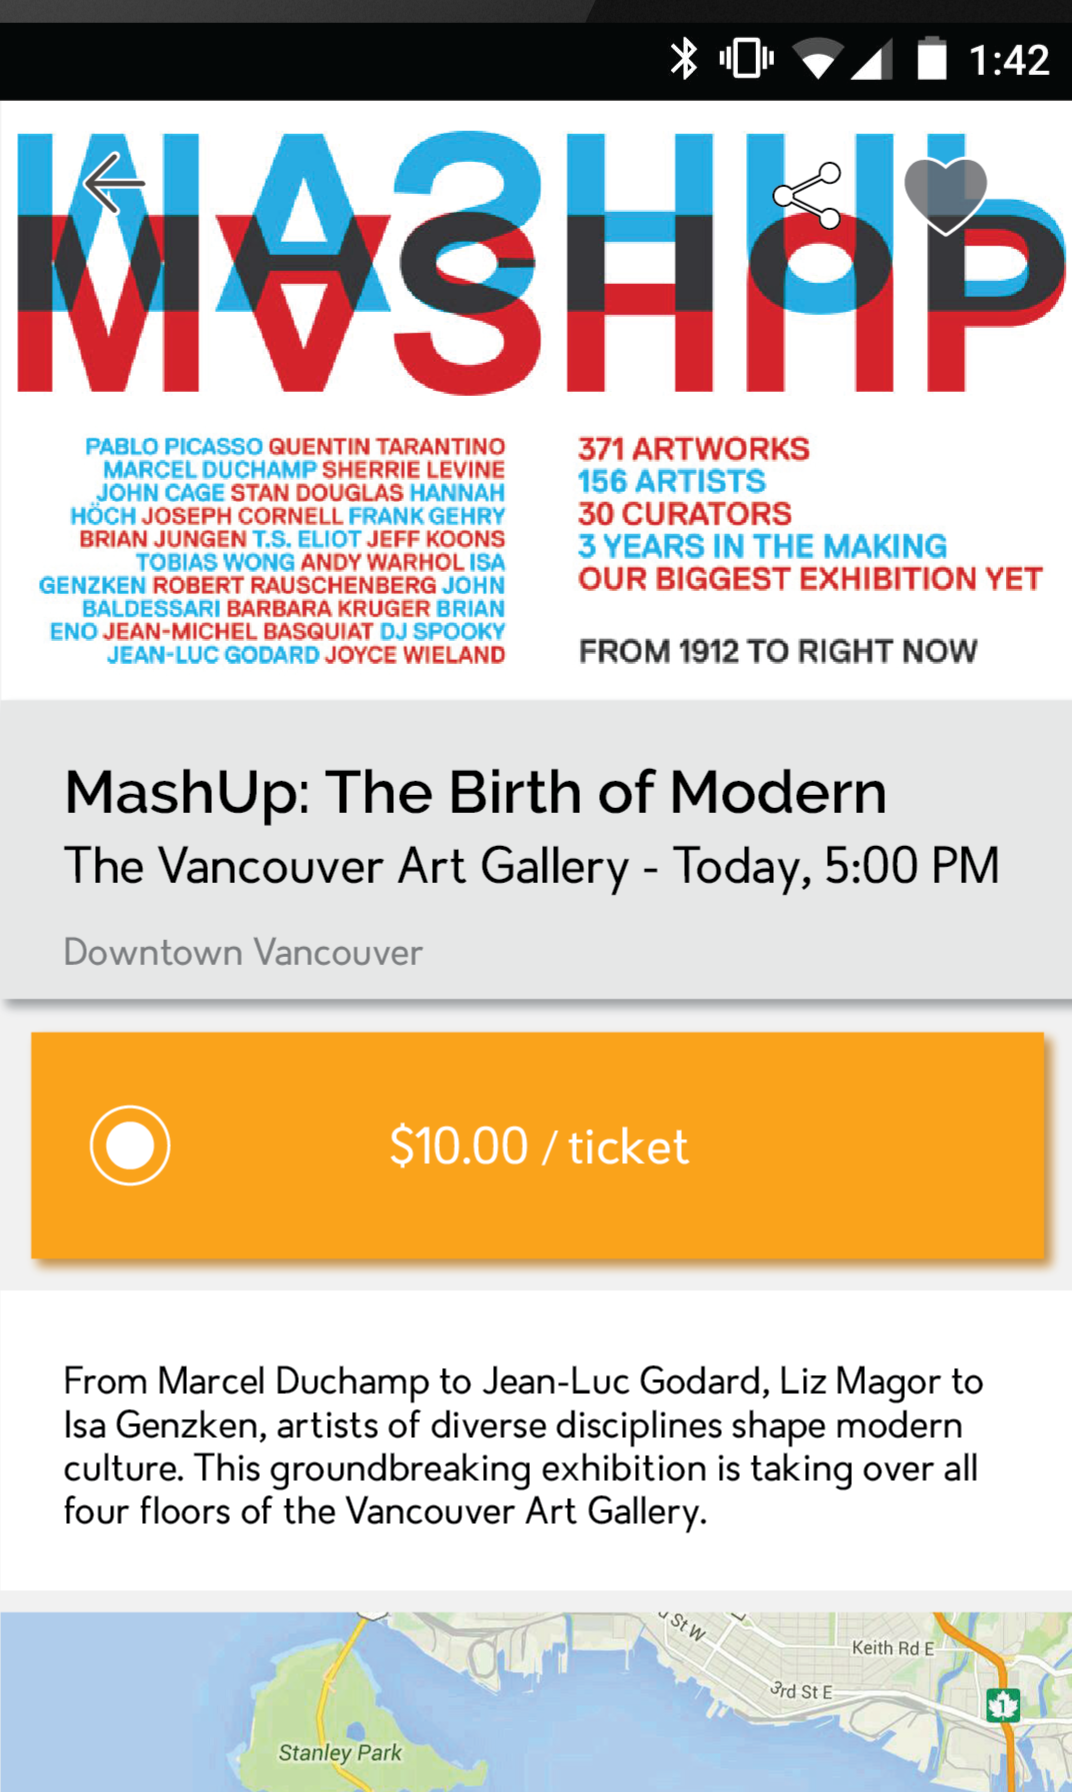 1:42
MASHUP
PABLO PICASSO QUENTIN TARANTINO
MARCEL DUCHAMP SHERRIE LEVINE
JOHN CAGE STAN DOUGLAS HANNAH
HÖCH JOSEPH CORNELL FRANK GEHRY
BRIAN JUNGEN T.S. ELIOT JEFF KOONS
TOBIAS WONG ANDY WARHOL ISA
GENZKEN ROBERT RAUSCHENBERG JOHN
BALDESSARI BARBARA KRUGER BRIAN
ENO JEAN-MICHEL BASQUIAT DJ SPOOKY
JEAN-LUC GODARD JOYCE WIELAND
371 ARTWORKS
156 ARTISTS
30 CURATORS
3 YEARS IN THE MAKING
OUR BIGGEST EXHIBITION YET
FROM 1912 TO RIGHT NOW
MashUp: The Birth of Modern
The Vancouver Art Gallery - Today, 5:00 PM
Downtown Vancouver
$10.00 / ticket
From Marcel Duchamp to Jean-Luc Godard, Liz Magor to
Isa Genzken, artists of diverse disciplines shape modern
culture. This groundbreaking exhibition is taking over all
four floors of the Vancouver Art Gallery.
St W
Keith Rd E
3rd St E
1
Stanley Park